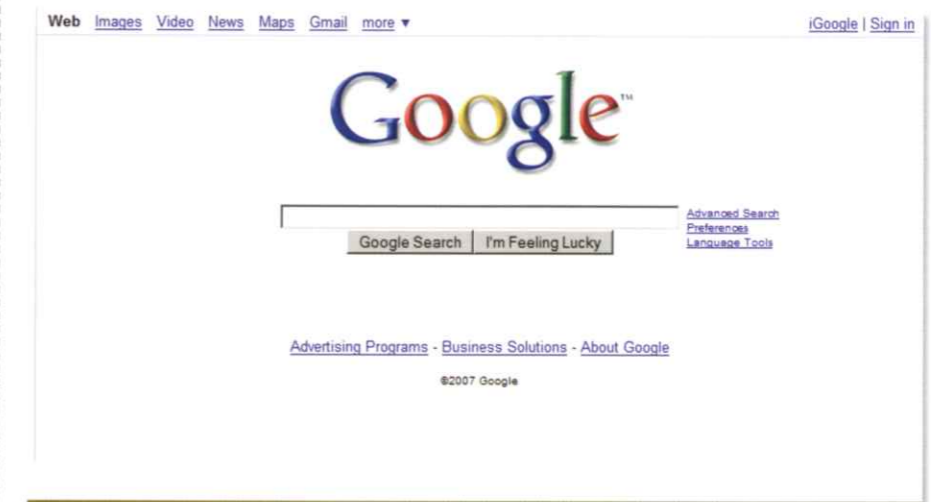 Web Images Video News Maps Gmail more ▼ iGoogle | Sign in
Google™
Advanced Search
Preferences
Language Tools
Google Search I'm Feeling Lucky
Advertising Programs - Business Solutions - About Google
©2007 Google